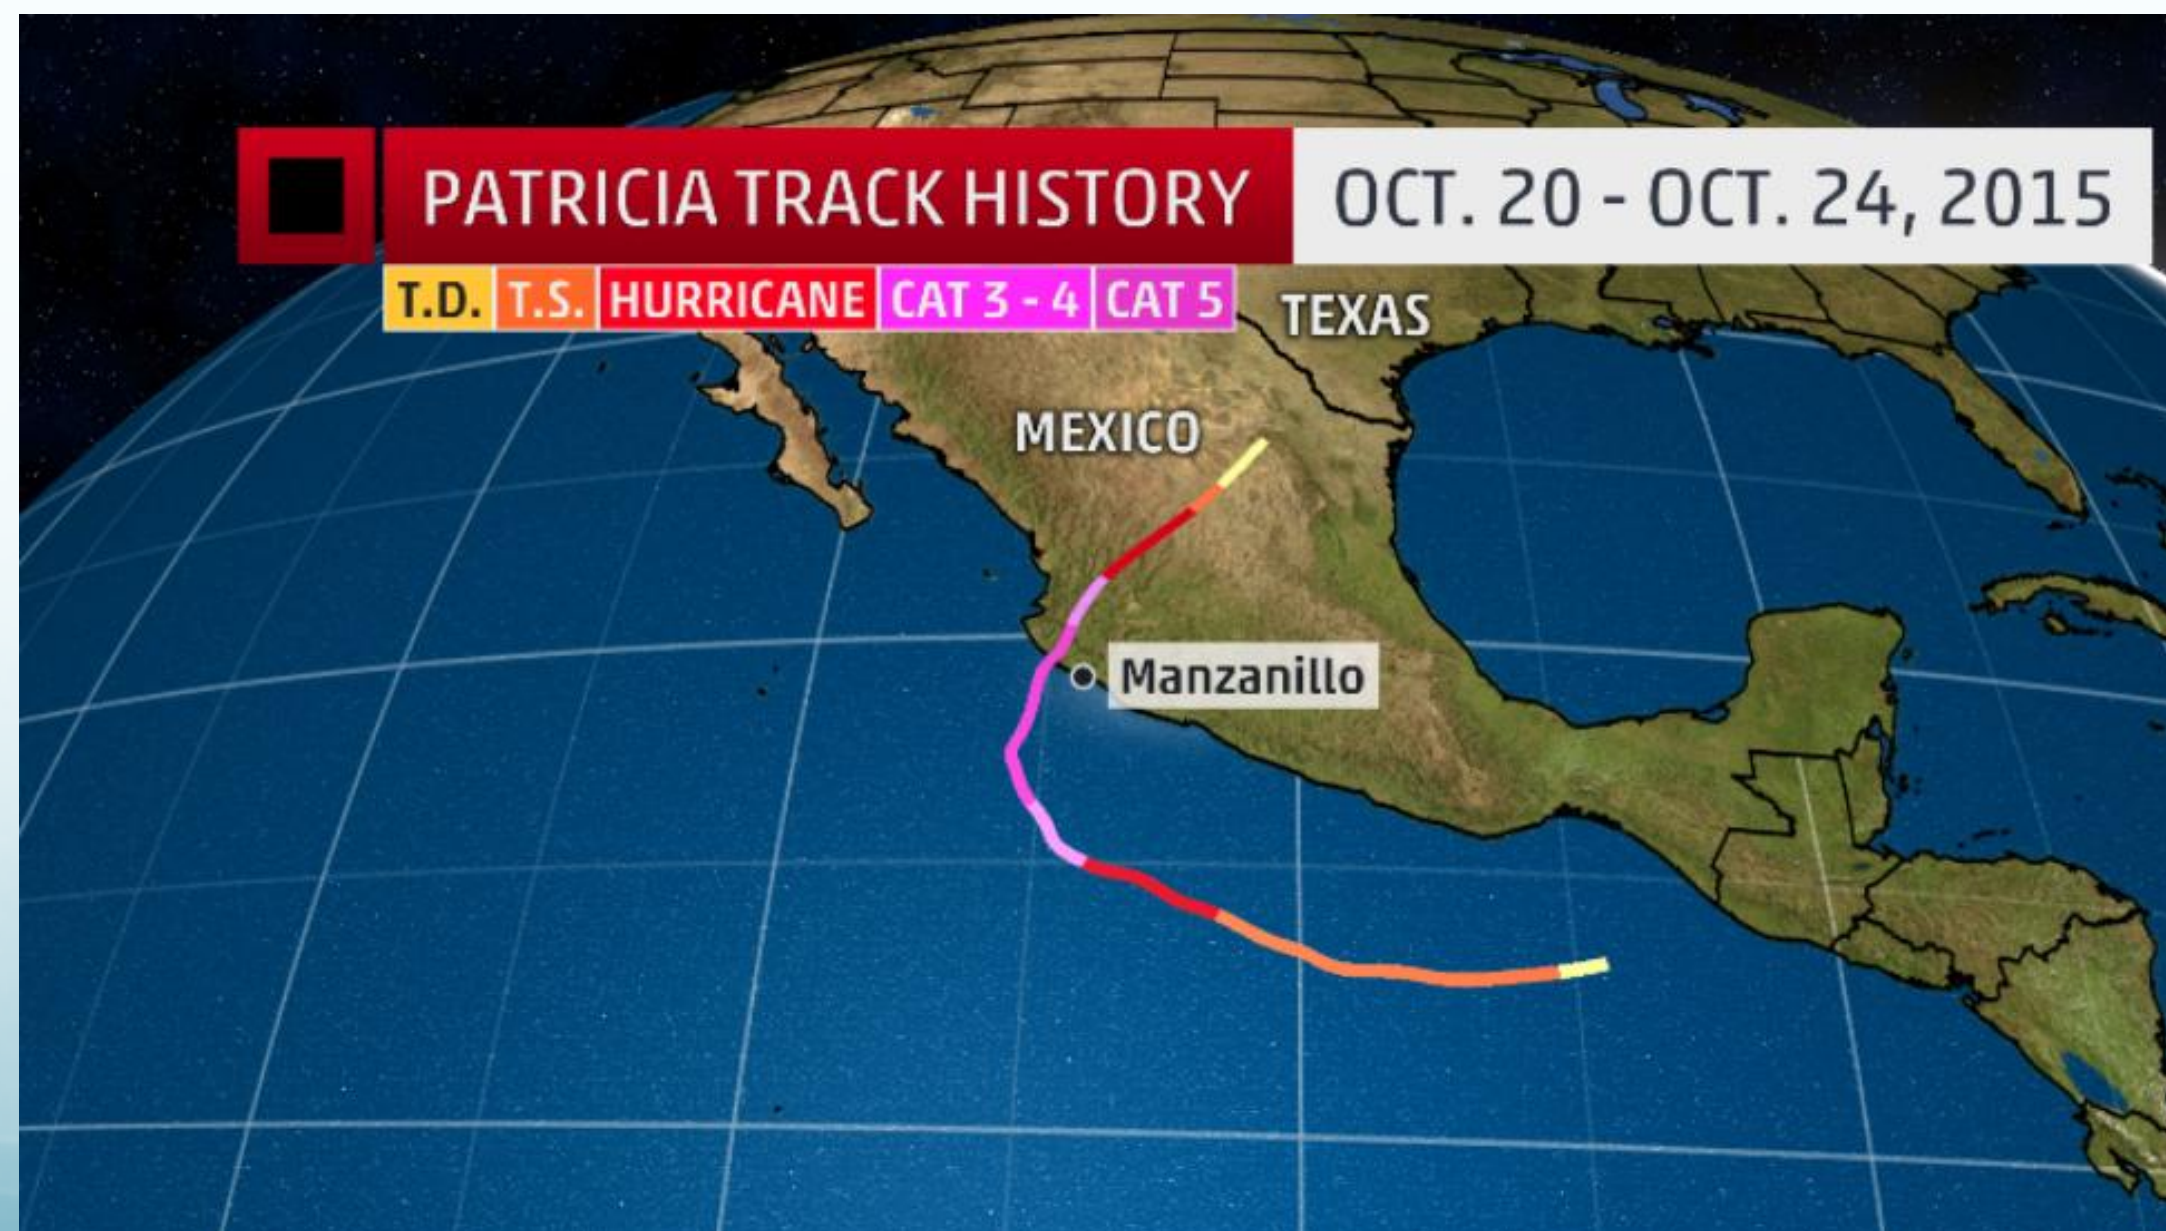 PATRICIA TRACK HISTORY OCT. 20 - OCT. 24, 2015
T.D. T.S. HURRICANE CAT 3 - 4 CAT 5
TEXAS
MEXICO
Manzanillo